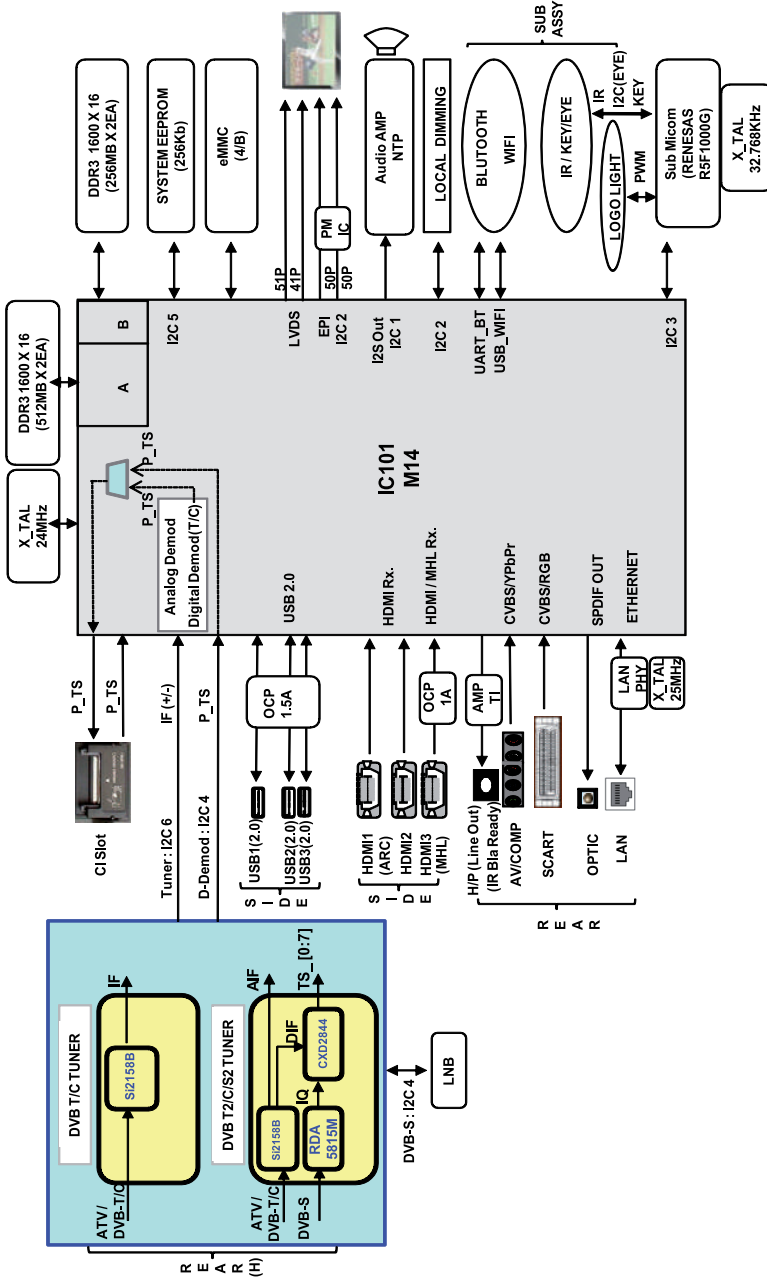 X_TAL
24MHz
DDR3 1600 X 16
(512MB X 2EA)
DDR3 1600 X 16
(256MB X 2EA)
SYSTEM EEPROM
(256Kb)
eMMC
(4/B)
A
B
I2C 5
51P
41P
LVDS
50P
50P
EPI
I2C 2
PM
IC
Audio AMP
NTP
I2S Out
I2C 1
LOCAL DIMMING
I2C 2
BLUTOOTH
WIFI
UART_BT
USB_WIFI
SUB
ASSY
IR / KEY/EYE
LOGO LIGHT
IR
I2C(EYE)
KEY
PWM
Sub Micom
(RENESAS
R5F1000G)
X_TAL
32.768KHz
I2C 3
IC101
M14
P_TS
P_TS
Analog Demod
Digital Demod(T/C)
USB 2.0
HDMI Rx.
HDMI / MHL Rx.
CVBS/YPbPr
CVBS/RGB
SPDIF OUT
ETHERNET
P_TS
P_TS
IF (+/-)
P_TS
CI Slot
Tuner : I2C 6
D-Demod : I2C 4
OCP
1.5A
USB1(2.0)
USB2(2.0)
USB3(2.0)
S
I
D
E
OCP
1A
HDMI1
(ARC)
HDMI2
HDMI3
(MHL)
S
I
D
E
AMP
TI
H/P (Line Out)
(IR Bla Ready)
AV/COMP
SCART
OPTIC
LAN
LAN
PHY
X_TAL
25MHz
R
E
A
R
DVB T/C TUNER
Si2158B
IF
ATV /
DVB-T/C
DVB T2/C/S2 TUNER
AIF
TS_ [0:7]
Si2158B
DIF
CXD2844
IQ
RDA
5815M
ATV /
DVB-T/C
DVB-S
R
E
A
R
(H)
DVB-S : I2C 4
LNB